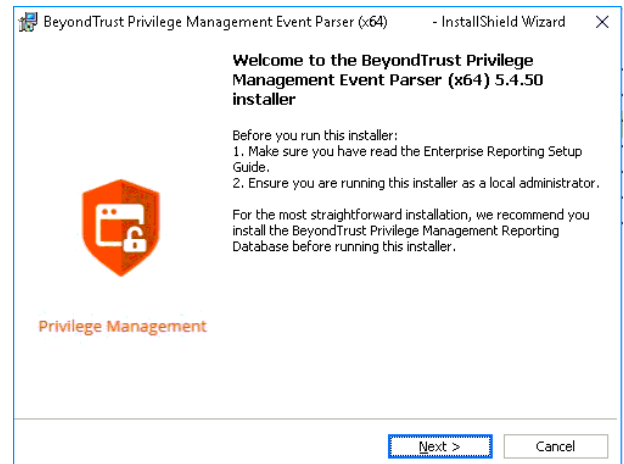 BeyondTrust Privilege Management Event Parser (x64) - InstallShield Wizard
Welcome to the BeyondTrust Privilege
Management Event Parser (x64) 5.4.50
installer
Before you run this installer:
1. Make sure you have read the Enterprise Reporting Setup
Guide.
2. Ensure you are running this installer as a local administrator.
For the most straightforward installation, we recommend you
install the BeyondTrust Privilege Management Reporting
Database before running this installer.
Privilege Management
Next >
Cancel